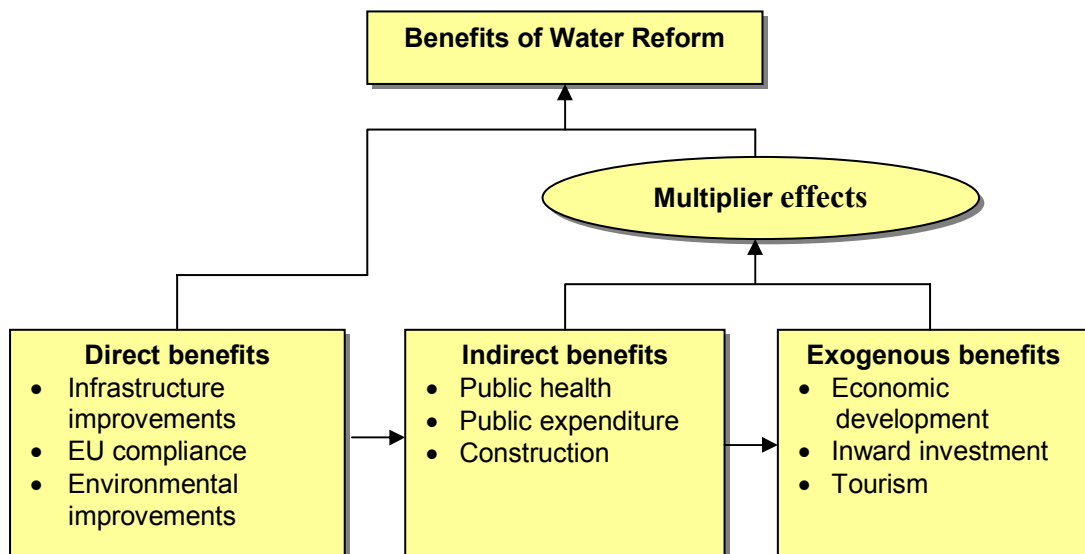 Benefits of Water Reform
Multiplier effects
Direct benefits
• Infrastructure
improvements
• EU compliance
• Environmental
improvements
Indirect benefits
• Public health
• Public expenditure
• Construction
Exogenous benefits
• Economic
development
• Inward investment
• Tourism